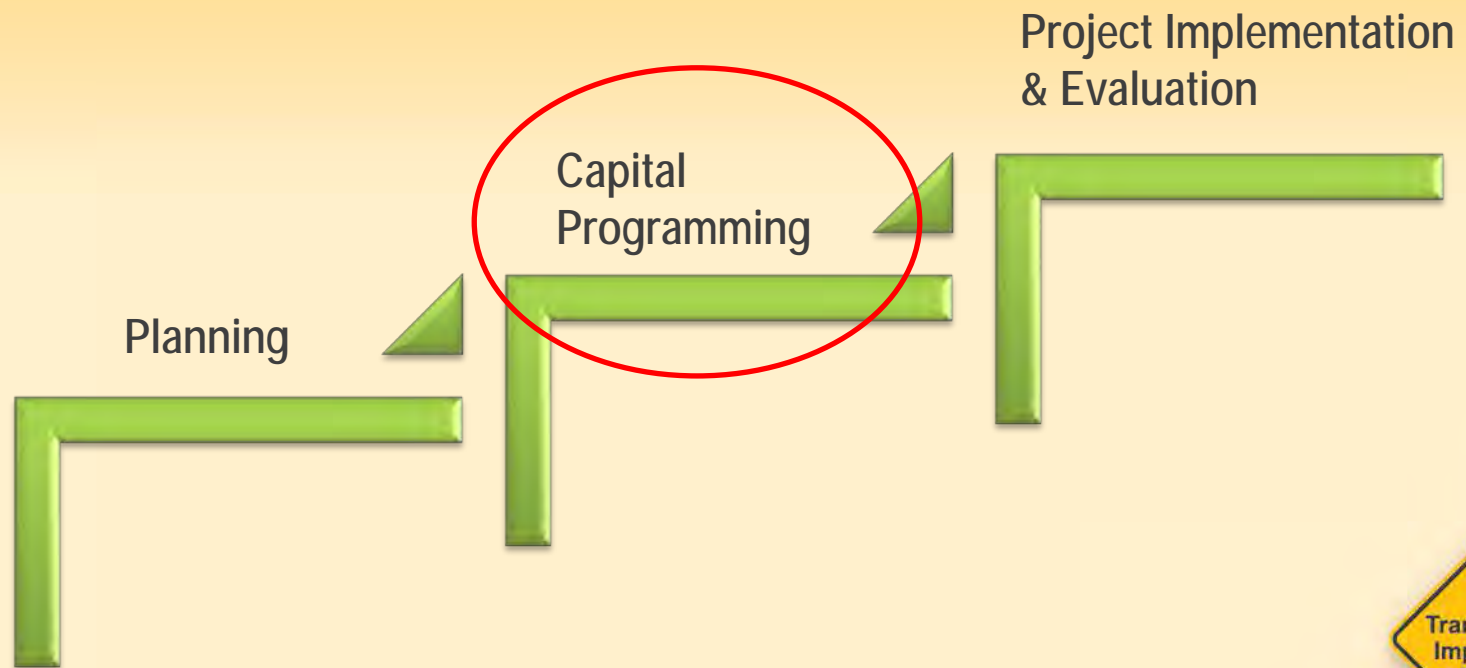 Project Implementation
& Evaluation
Capital
Programming
Planning